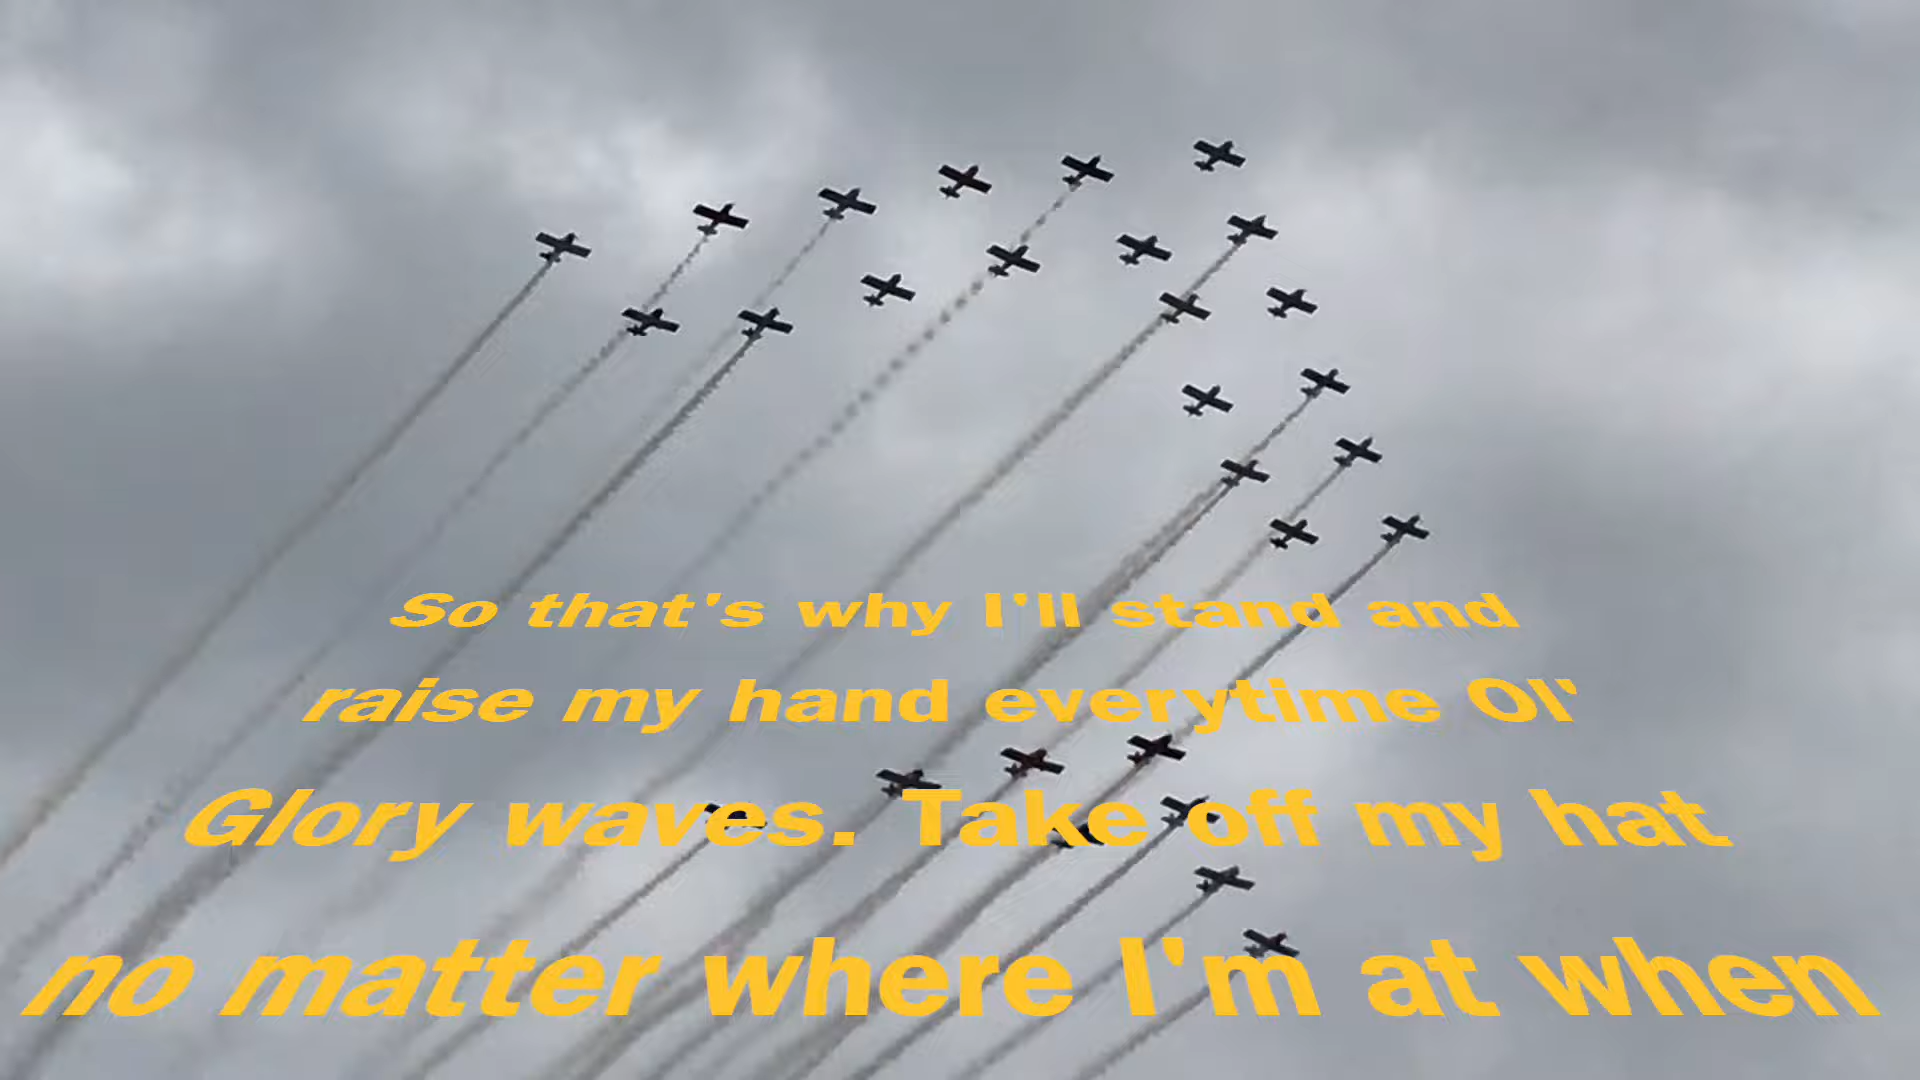 So that's why I'll stand and
raise my hand everytime Ol'
Glory waves. Take off my hat
no matter where I'm at when